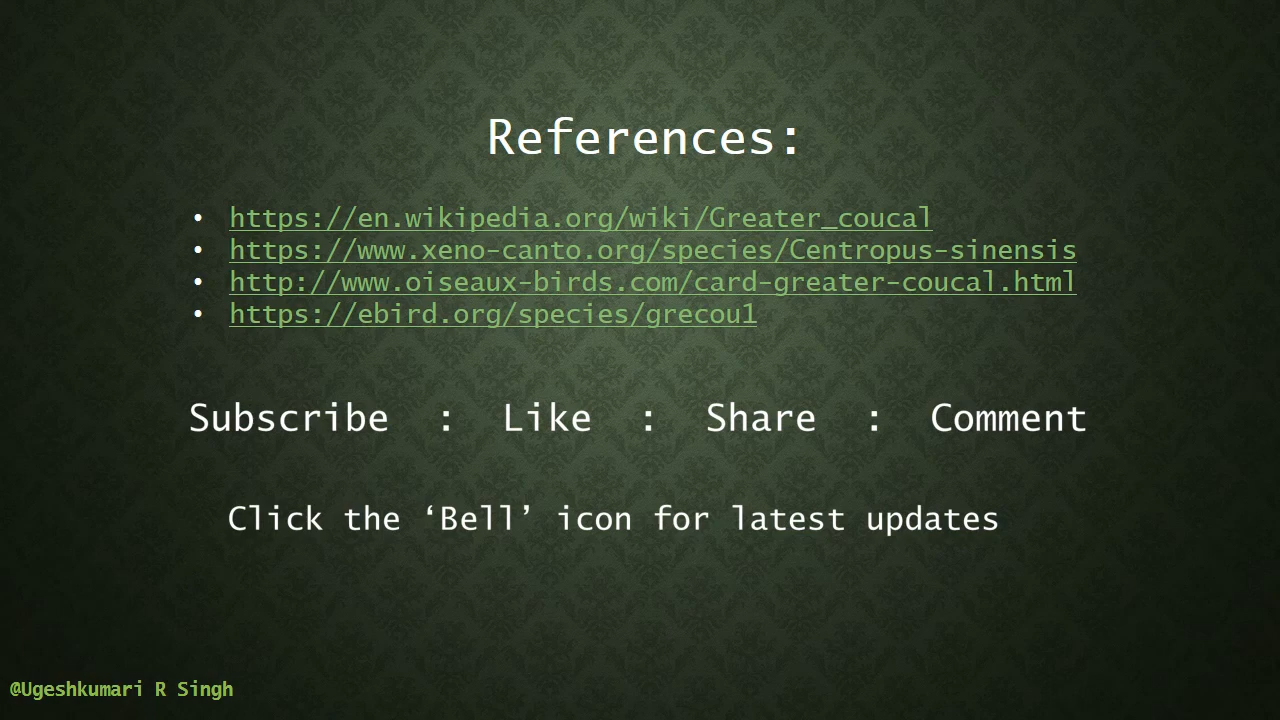 References:
• https://en.wikipedia.org/wiki/Greater_coucal
• https://www.xeno-canto.org/species/Centropus-sinensis
• http://www.oiseaux-birds.com/card-greater-coucal.html
• https://ebird.org/species/grecou1
Subscribe : Like : Share : Comment
Click the ‘Bell’ icon for latest updates
@Ugeshkumari R Singh